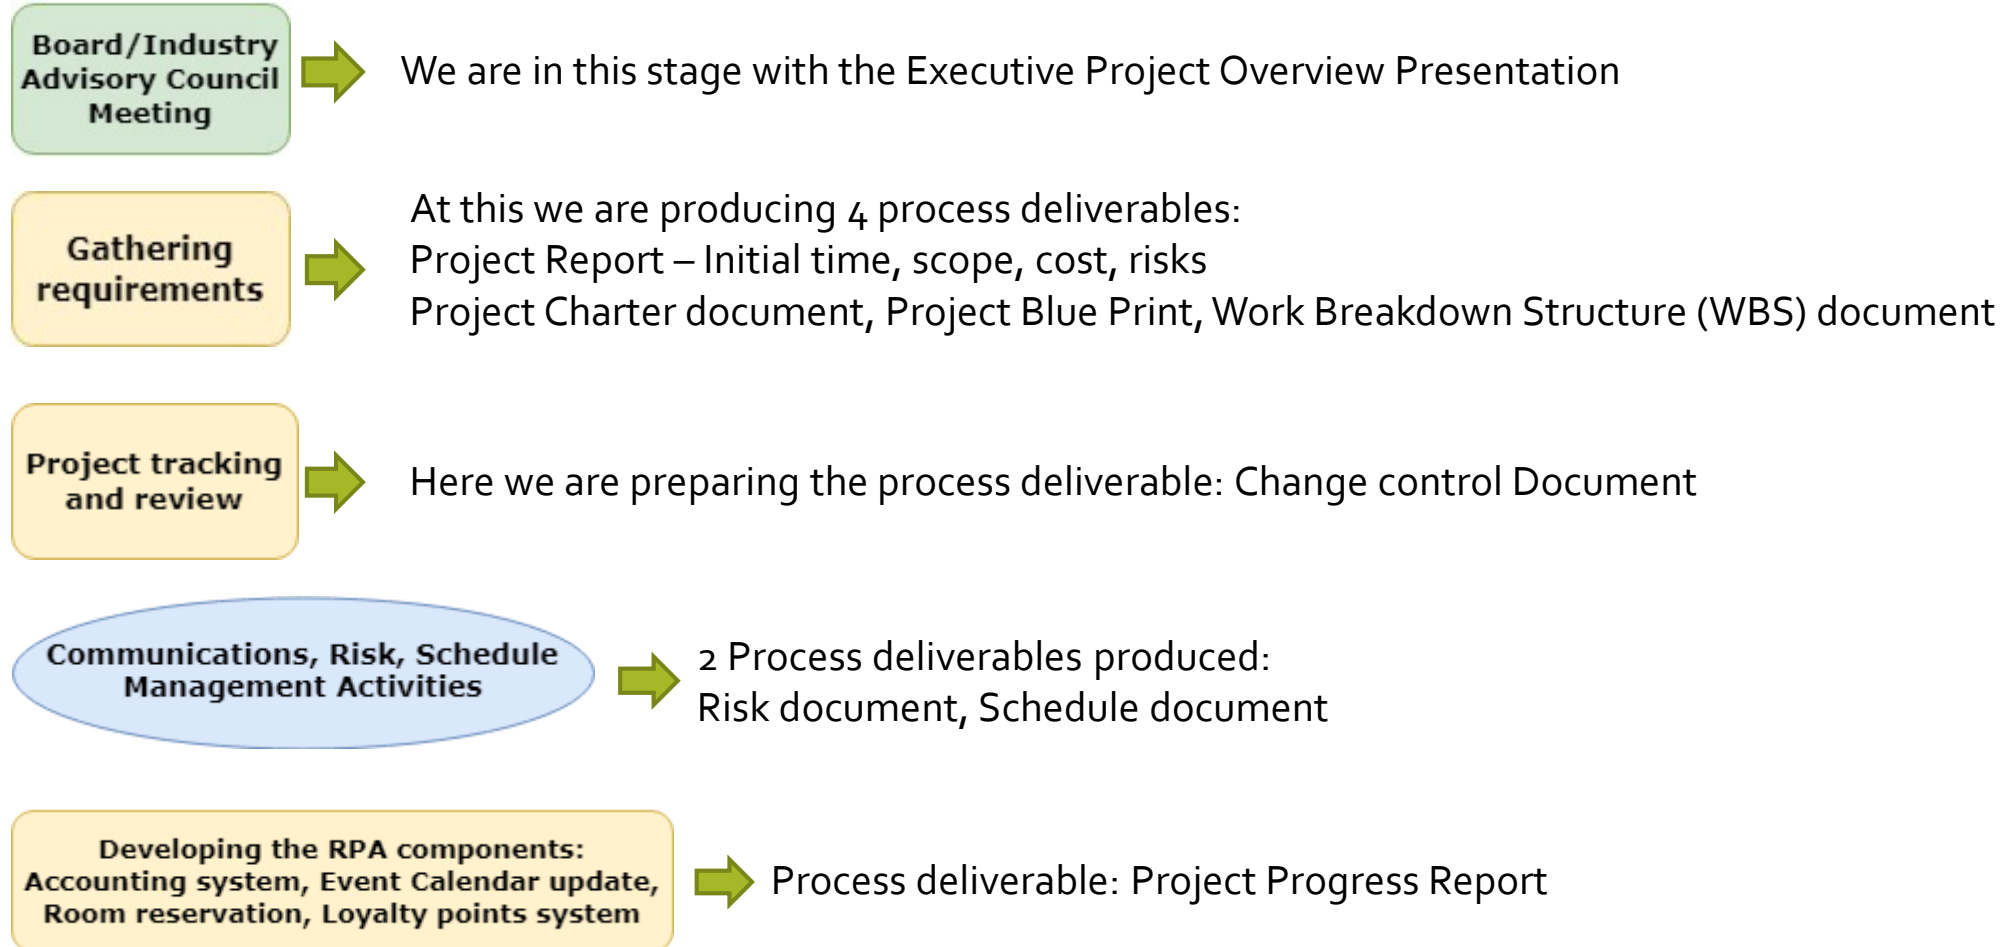 Board/Industry
Advisory Council
Meeting
We are in this stage with the Executive Project Overview Presentation
Gathering
requirements
At this we are producing 4 process deliverables:
Project Report – Initial time, scope, cost, risks
Project Charter document, Project Blue Print, Work Breakdown Structure (WBS) document
Project tracking
and review
Here we are preparing the process deliverable: Change control Document
Communications, Risk, Schedule
Management Activities
2 Process deliverables produced:
Risk document, Schedule document
Developing the RPA components:
Accounting system, Event Calendar update,
Room reservation, Loyalty points system
Process deliverable: Project Progress Report